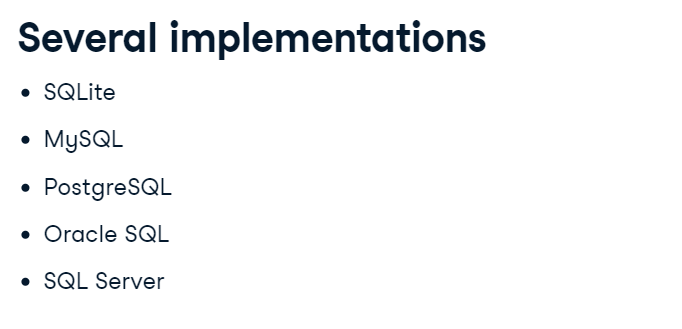 Several implementations
• SQLite
• MySQL
• PostgreSQL
• Oracle SQL
• SQL Server